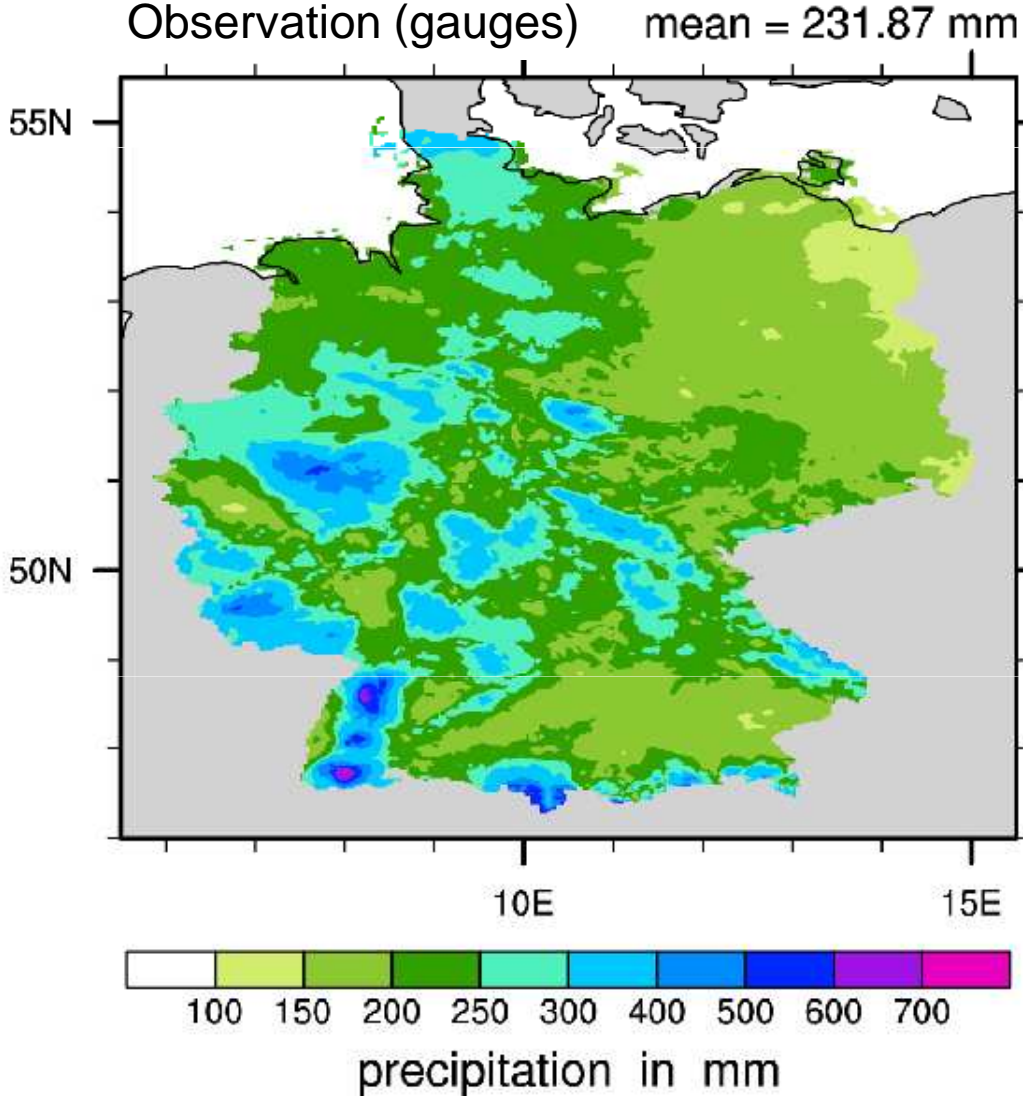 Observation (gauges) mean = 231.87 mm
55N
50N
10E 15E
100 150 200 250 300 400 500 600 700
precipitation in mm